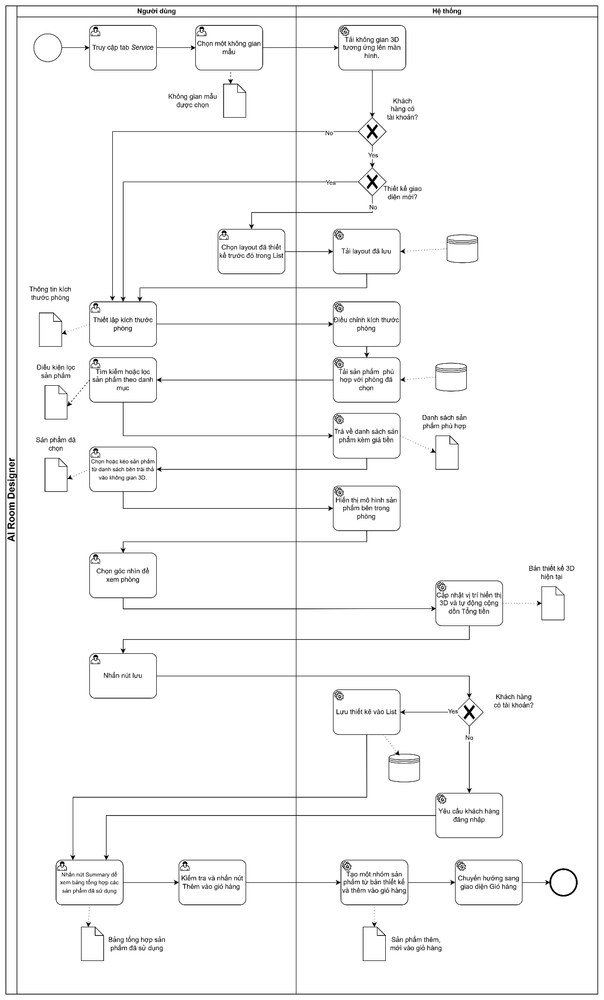 Người dùng
Hệ thống
AI Room Designer
Truy cập tab Service
Chọn một không gian
mẫu
Tải không gian 3D
tương ứng lên màn
hình.
Không gian mẫu
được chọn
Khách
hàng có
tài khoản?
No
Yes
Yes
Thiết kế giao
diện mới?
No
Chọn layout đã thiết
kế trước đó trong List
Tải layout đã lưu
Thông tin kích
thước phòng
Thiết lập kích thước
phòng
Điều chỉnh kích thước
phòng
Điều kiện lọc
sản phẩm
Tìm kiếm hoặc lọc
sản phẩm theo danh
mục
Tải sản phẩm phù
hợp với phòng đã
chọn
Trả về danh sách sản
phẩm kèm giá tiền
Danh sách sản
phẩm phù hợp
Sản phẩm đã
chọn
Chọn hoặc kéo sản phẩm
từ danh sách bên trái thả
vào không gian 3D.
Hiển thị mô hình sản
phẩm bên trong
phòng
Chọn góc nhìn để
xem phòng
Bản thiết kế 3D
hiện tại
Cập nhật vị trí hiển thị
3D và tự động cộng
dồn Tổng tiền
Nhấn nút lưu
Khách hàng
có tài khoản?
Lưu thiết kế vào List
Yes
No
Yêu cầu khách hàng
đăng nhập
Nhấn nút Summary để
xem bảng tổng hợp các
sản phẩm đã sử dụng
Kiểm tra và nhấn nút
Thêm vào giỏ hàng
Tạo một nhóm sản
phẩm từ bản thiết kế
và thêm vào giỏ hàng
Chuyển hướng sang
giao diện Giỏ hàng
Bảng tổng hợp sản
phẩm đã sử dụng
Sản phẩm thêm,
mới vào giỏ hàng